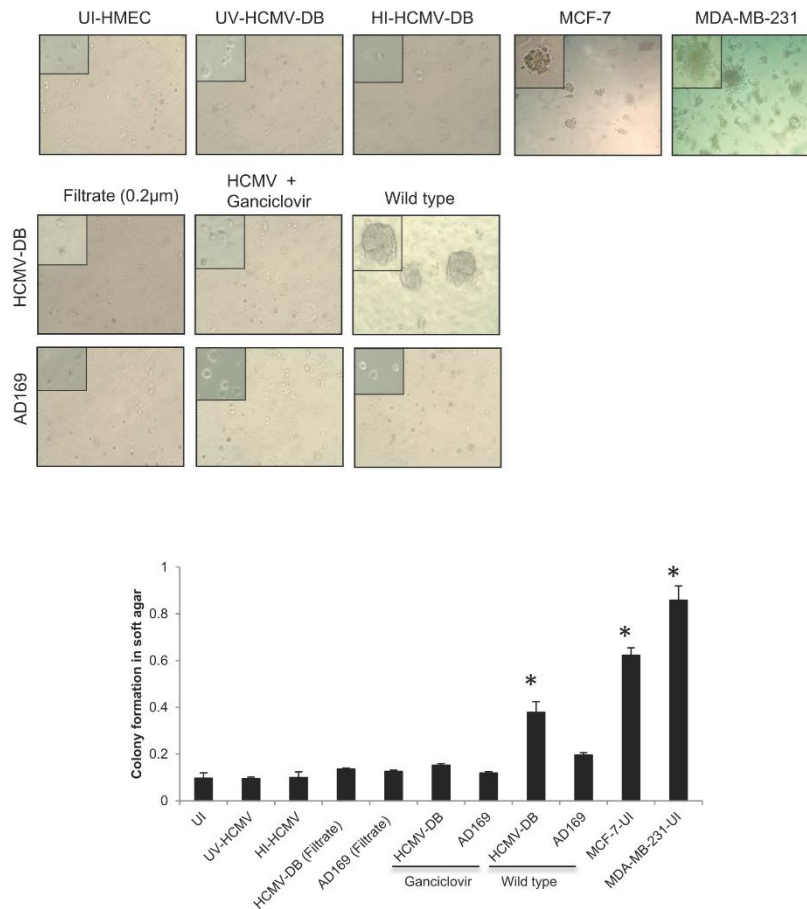 UI-HMEC UV-HCMV-DB HI-HCMV-DB MCF-7 MDA-MB-231
Filtrate (0.2µm) HCMV + Ganciclovir Wild type
HCMV-DB
AD169
Colony formation in soft agar
1
0.8
0.6
0.4
0.2
0
* * *
UI
UV-HCMV
HI-HCMV
HCMV-DB (Filtrate)
AD169 (Filtrate)
HCMV-DB
AD169
HCMV-DB
AD169
MCF-7-UI
MDA-MB-231-UI
Ganciclovir Wild type